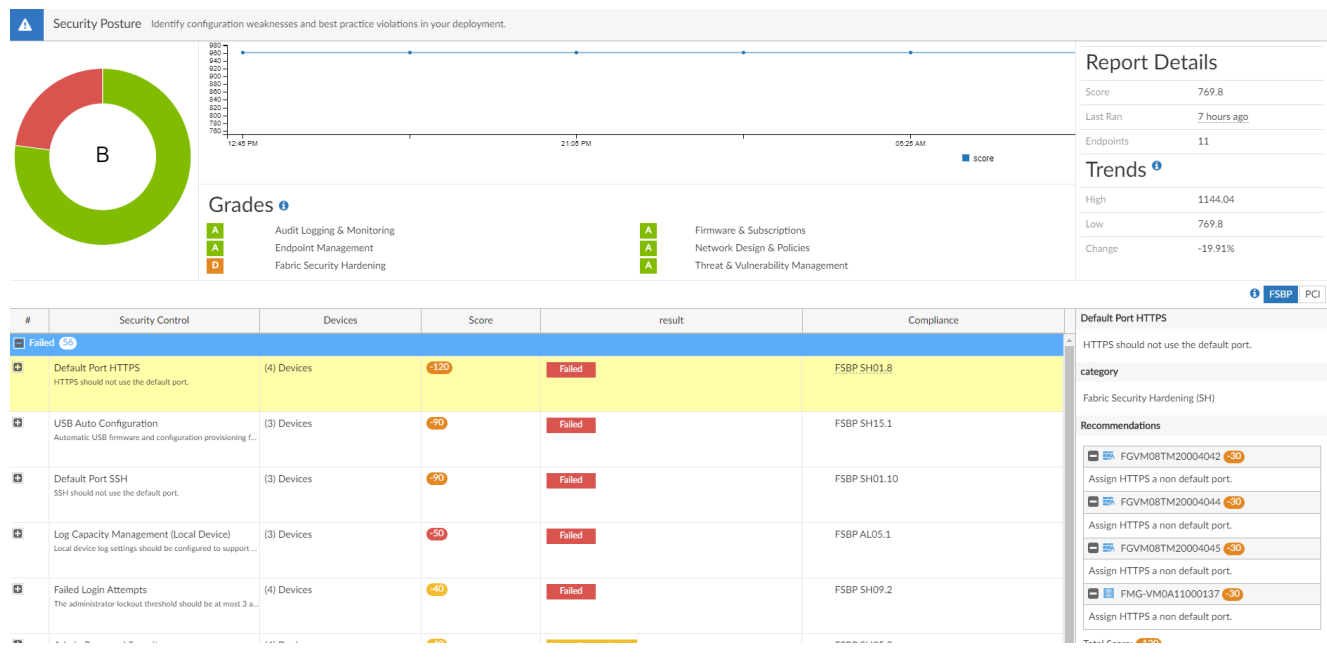 Security Posture Identify configuration weaknesses and best practice violations in your deployment.
B
980
960
940
920
900
880
860
840
820
800
780
760
12:45 PM 21:05 PM 05:25 AM
score
Grades
A Audit Logging & Monitoring
A Endpoint Management
D Fabric Security Hardening
A Firmware & Subscriptions
A Network Design & Policies
A Threat & Vulnerability Management
Report Details
Score 769.8
Last Ran 7 hours ago
Endpoints 11
Trends
High 1144.04
Low 769.8
Change -19.91%
FSBP PCI
# Security Control Devices Score result Compliance
Failed 56
Default Port HTTPS (4) Devices -120 Failed FSBP SH01.8
HTTPS should not use the default port.
USB Auto Configuration (3) Devices -90 Failed FSBP SH15.1
Automatic USB firmware and configuration provisioning f...
Default Port SSH (3) Devices -90 Failed FSBP SH01.10
SSH should not use the default port.
Log Capacity Management (Local Device) (3) Devices -50 Failed FSBP AL05.1
Local device log settings should be configured to support ...
Failed Login Attempts (4) Devices -40 Failed FSBP SH09.2
The administrator lockout threshold should be at most 3 a...
Default Port HTTPS
HTTPS should not use the default port.
category
Fabric Security Hardening (SH)
Recommendations
FGVM08TM20004042 -30
Assign HTTPS a non default port.
FGVM08TM20004044 -30
Assign HTTPS a non default port.
FGVM08TM20004045 -30
Assign HTTPS a non default port.
FMG-VM0A11000137 -30
Assign HTTPS a non default port.